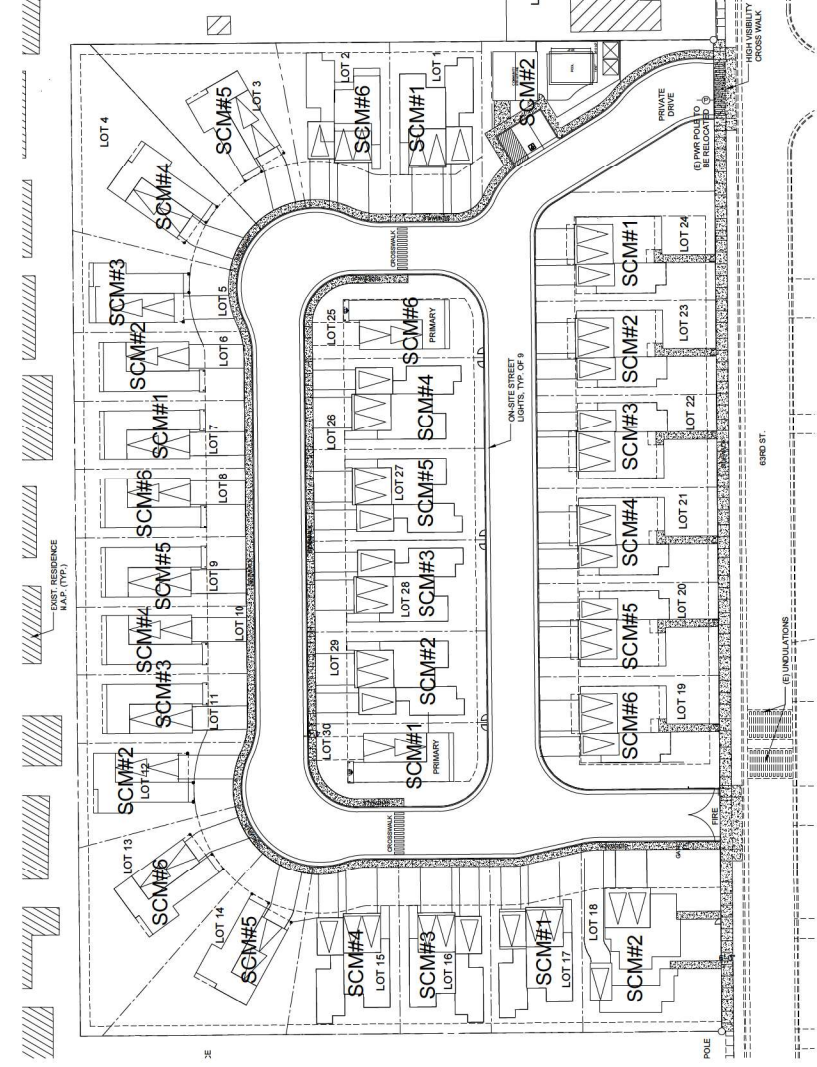 LOT 4
LOT 3
SCM#5
LOT 2
SCM#6
LOT 1
SCM#1
SCM#2
POOL
HIGH VISIBILITY
CROSS WALK
PRIVATE
DRIVE
(E) PWR POLE TO
BE RELOCATED
SCM#4
SCM#3
LOT 5
SCM#2
LOT 6
SCM#1
LOT 7
SCM#6
LOT 8
SCM#5
LOT 9
SCM#4
LOT 10
SCM#3
LOT 11
SCM#2
LOT 12
LOT 13
SCM#6
LOT 14
SCM#5
EXIST. RESIDENCE
N.A.P. (TYP.)
CROSSWALK
LOT 25
SCM#6
PRIMARY
LOT 26
SCM#4
LOT 27
SCM#5
LOT 28
SCM#3
LOT 29
SCM#2
LOT 30
SCM#1
PRIMARY
CROSSWALK
ON-SITE STREET
LIGHTS, TYP. OF 9
SCM#1
LOT 24
SCM#2
LOT 23
SCM#3
LOT 22
SCM#4
LOT 21
SCM#5
LOT 20
SCM#6
LOT 19
63RD ST.
(E) UNDULATIONS
FIRE
SCM#4
LOT 15
SCM#3
LOT 16
SCM#1
LOT 17
LOT 18
SCM#2
POLE